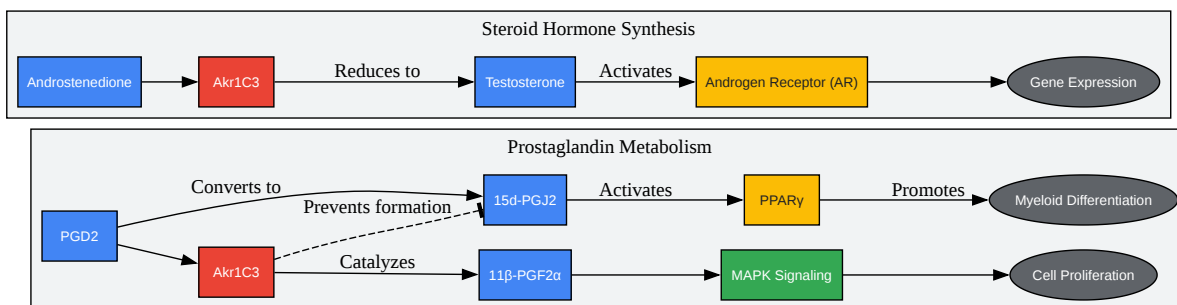 Steroid Hormone Synthesis
Androstenedione
Akr1C3
Reduces to
Testosterone
Activates
Androgen Receptor (AR)
Gene Expression
Prostaglandin Metabolism
PGD2
Converts to
Prevents formation
15d-PGJ2
Activates
PPARγ
Promotes
Myeloid Differentiation
Akr1C3
Catalyzes
11β-PGF2α
MAPK Signaling
Cell Proliferation